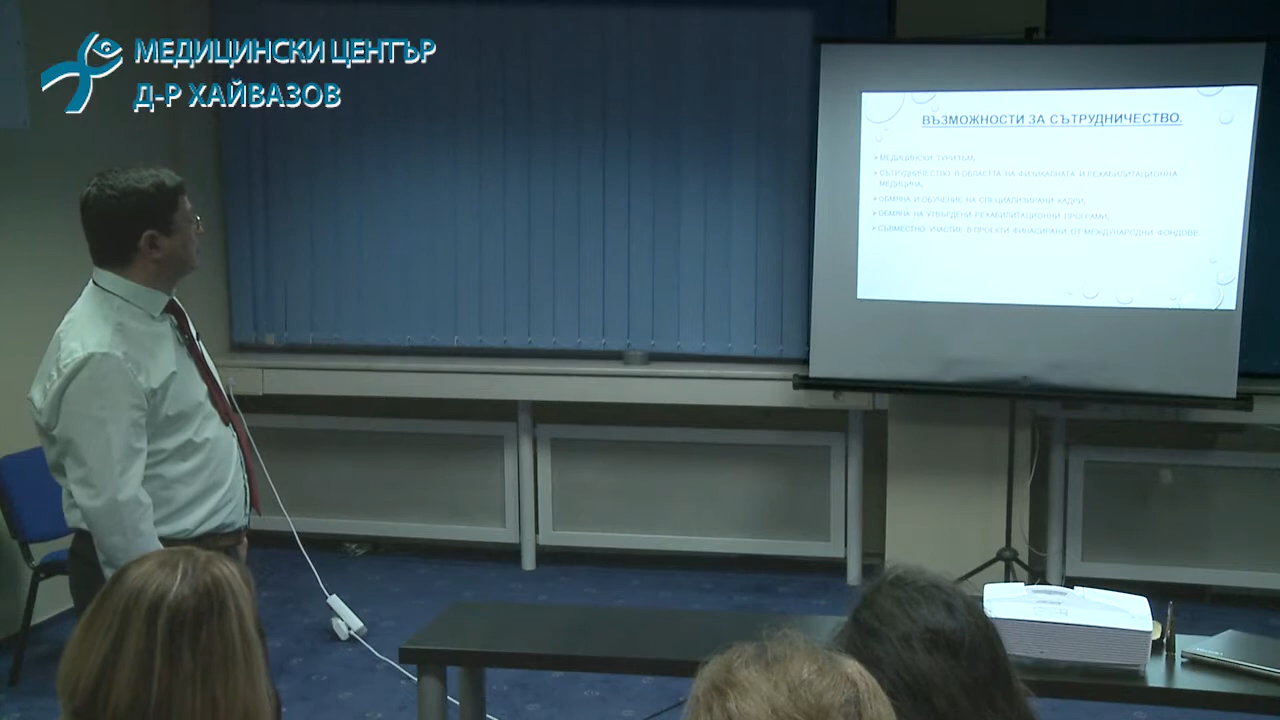 МЕДИЦИНСКИ ЦЕНТЪР
Д-Р ХАЙВАЗОВ
ВЪЗМОЖНОСТИ ЗА СЪТРУДНИЧЕСТВО.
МЕДИЦИНСКИ ТУРИЗЪМ;
СЪТРУДНИЧЕСТВО В ОБЛАСТТА НА ФИЗИКАЛНАТА И РЕХАБИЛИТАЦИОННА
МЕДИЦИНА;
ОБМЯНА И ОБУЧЕНИЕ НА СПЕЦИАЛИЗИРАНИ КАДРИ;
ОБМЯНА НА УТВЪРДЕНИ РЕХАБИЛИТАЦИОННИ ПРОГРАМИ;
СЪВМЕСТНО УЧАСТИЕ В ПРОЕКТИ ФИНАСИРАНИ ОТ МЕЖДУНАРОДНИ ФОНДОВЕ.